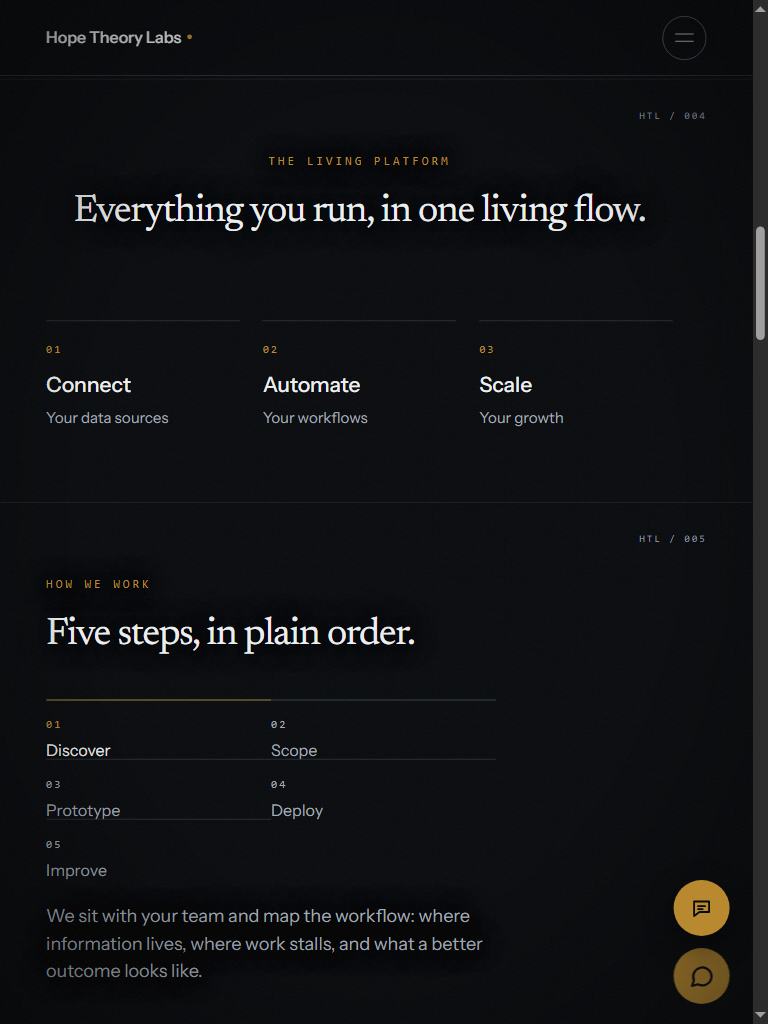 Hope Theory Labs
HTL / 004
THE LIVING PLATFORM
Everything you run, in one living flow.
01
Connect
Your data sources
02
Automate
Your workflows
03
Scale
Your growth
HTL / 005
HOW WE WORK
Five steps, in plain order.
01
Discover
02
Scope
03
Prototype
04
Deploy
05
Improve
We sit with your team and map the workflow: where
information lives, where work stalls, and what a better
outcome looks like.